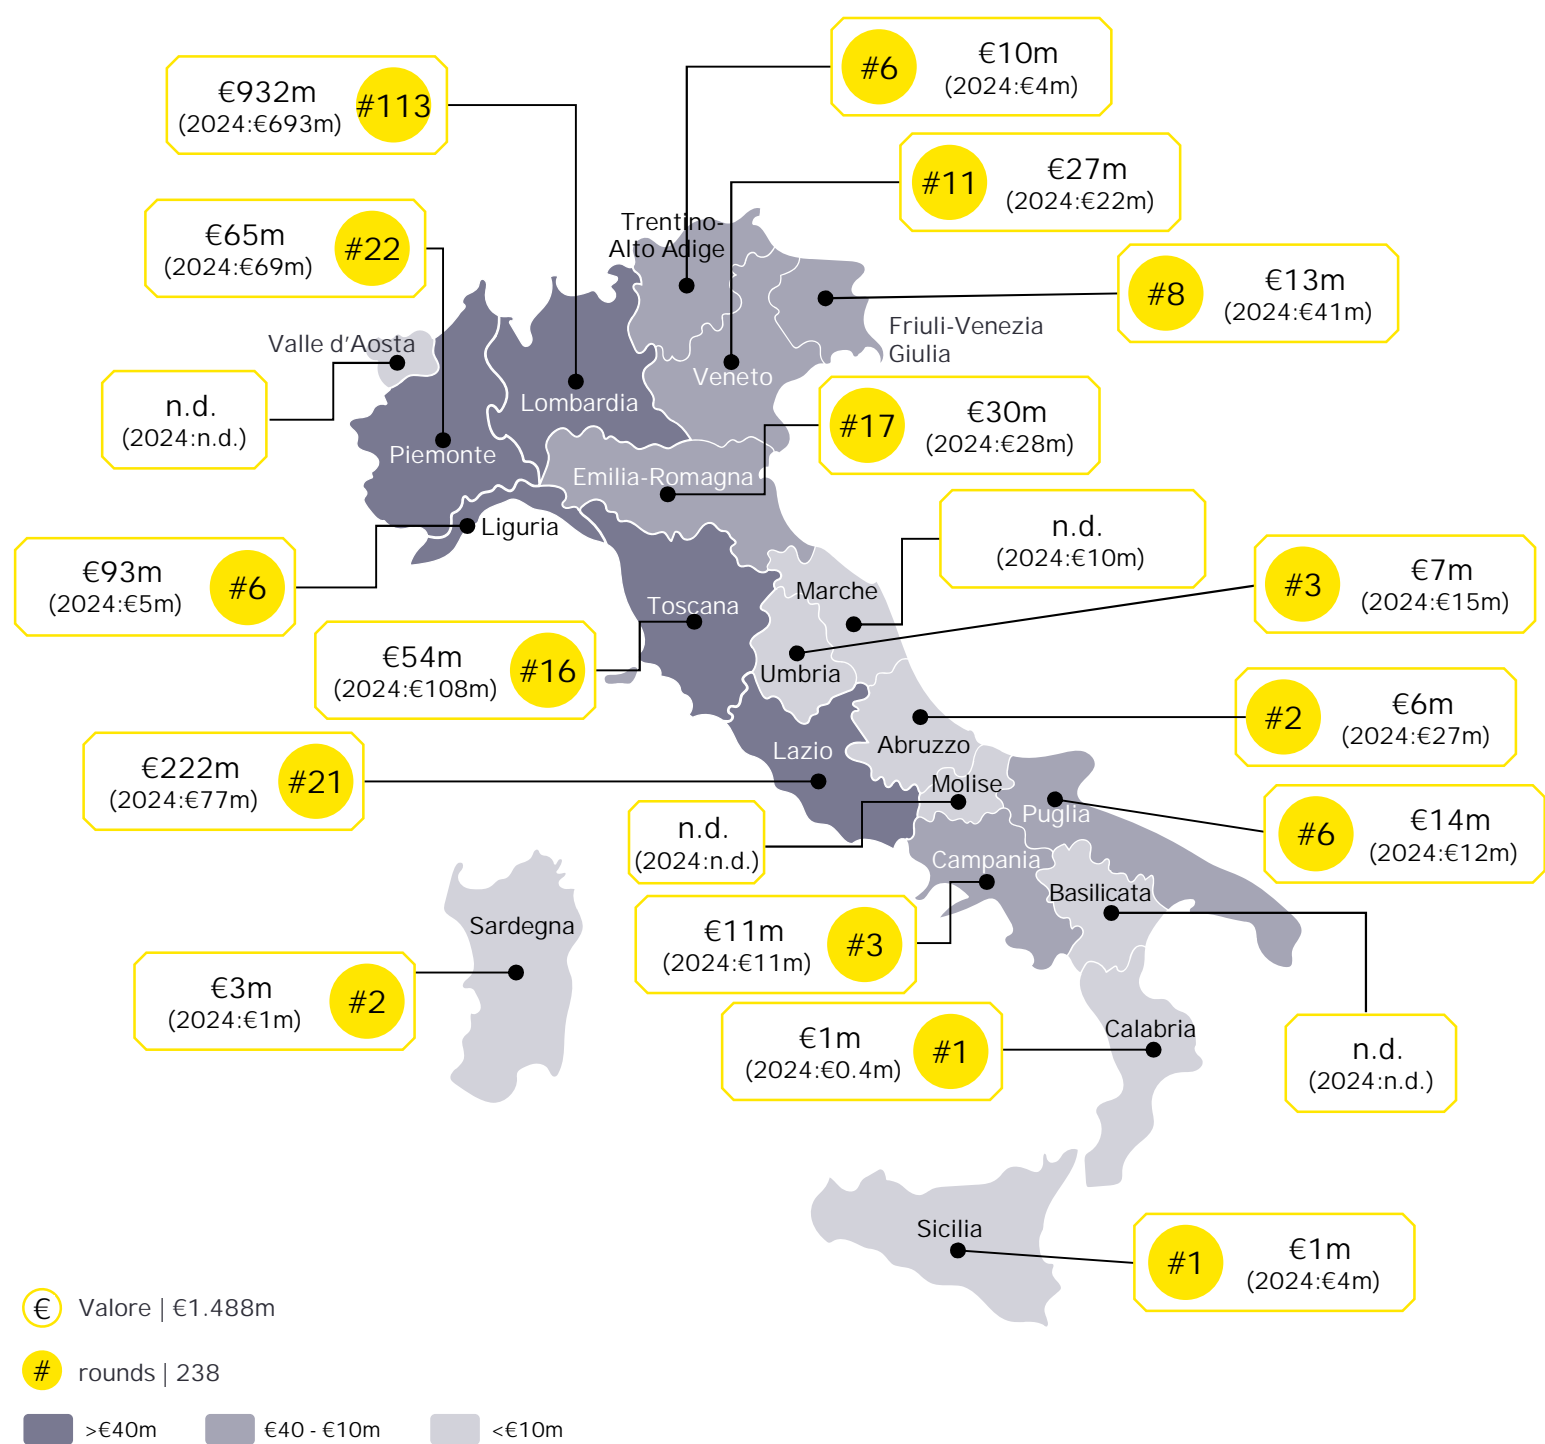 €10m
(2024:€4m)
#6
€932m
(2024:€693m)
#113
€27m
(2024:€22m)
#11
€65m
(2024:€69m)
#22
Trentino-
Alto Adige
€13m
(2024:€41m)
#8
Friuli-Venezia
Giulia
Valle d'Aosta
Veneto
n.d.
(2024:n.d.)
Lombardia
€30m
(2024:€28m)
#17
Piemonte
Emilia-Romagna
Liguria
n.d.
(2024:€10m)
€93m
(2024:€5m)
#6
Marche
€7m
(2024:€15m)
#3
Toscana
€54m
(2024:€108m)
#16
Umbria
€6m
(2024:€27m)
#2
Abruzzo
Lazio
€222m
(2024:€77m)
#21
Molise
n.d.
(2024:n.d.)
Puglia
€14m
(2024:€12m)
#6
Campania
Basilicata
€11m
(2024:€11m)
#3
Sardegna
€3m
(2024:€1m)
#2
€1m
(2024:€0.4m)
#1
Calabria
n.d.
(2024:n.d.)
Sicilia
€1m
(2024:€4m)
#1
€ Valore | €1.488m
# rounds | 238
>€40m €40 - €10m <€10m